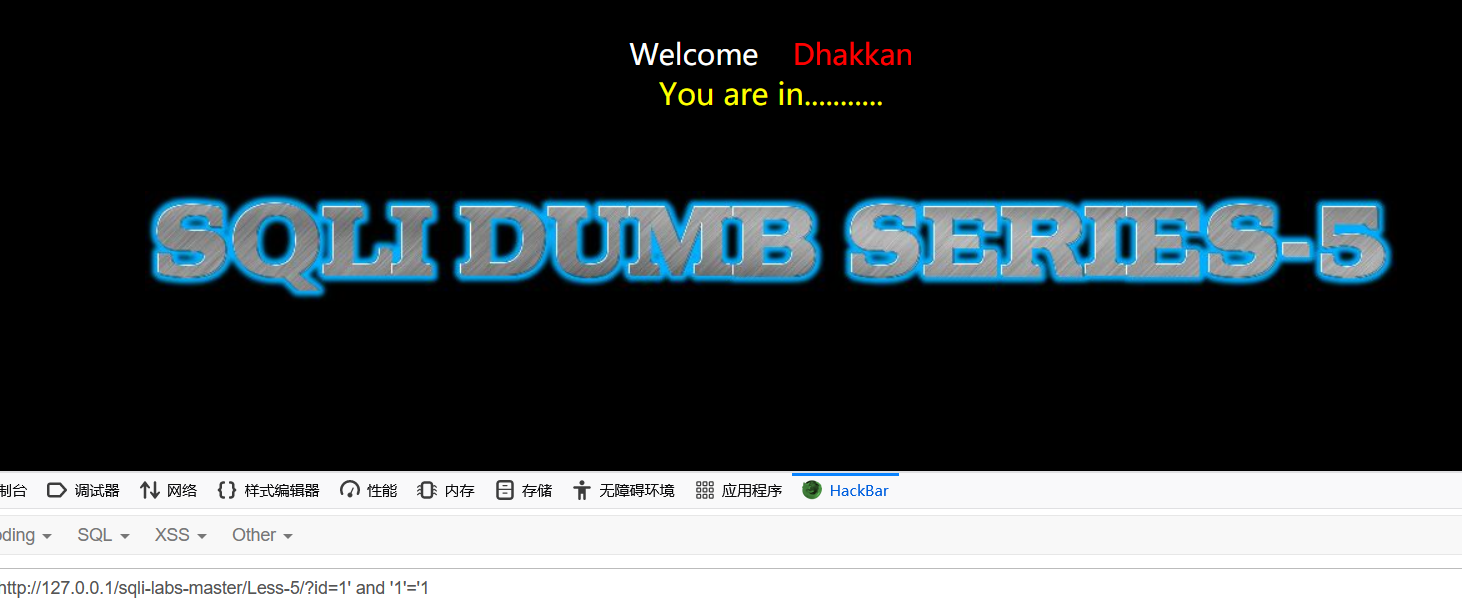 Welcome Dhakkan
You are in...........
SQLI DUMB SERIES-5
制台 调试器 网络 样式编辑器 性能 内存 存储 无障碍环境 应用程序 HackBar
SQL XSS Other
http://127.0.0.1/sqli-labs-master/Less-5/?id=1' and '1'='1